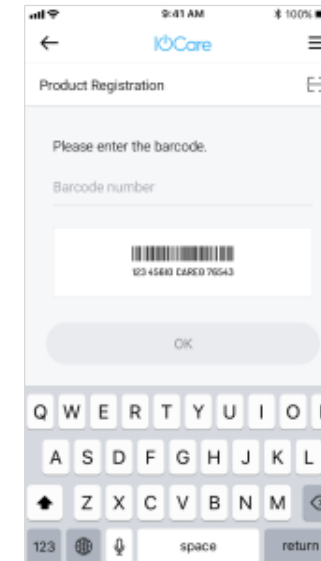 9:41 AM 100%
IOCare
Product Registration
Please enter the barcode.
Barcode number
OK
Q W E R T Y U I O
A S D F G H J K L
Z X C V B N M
123 space return